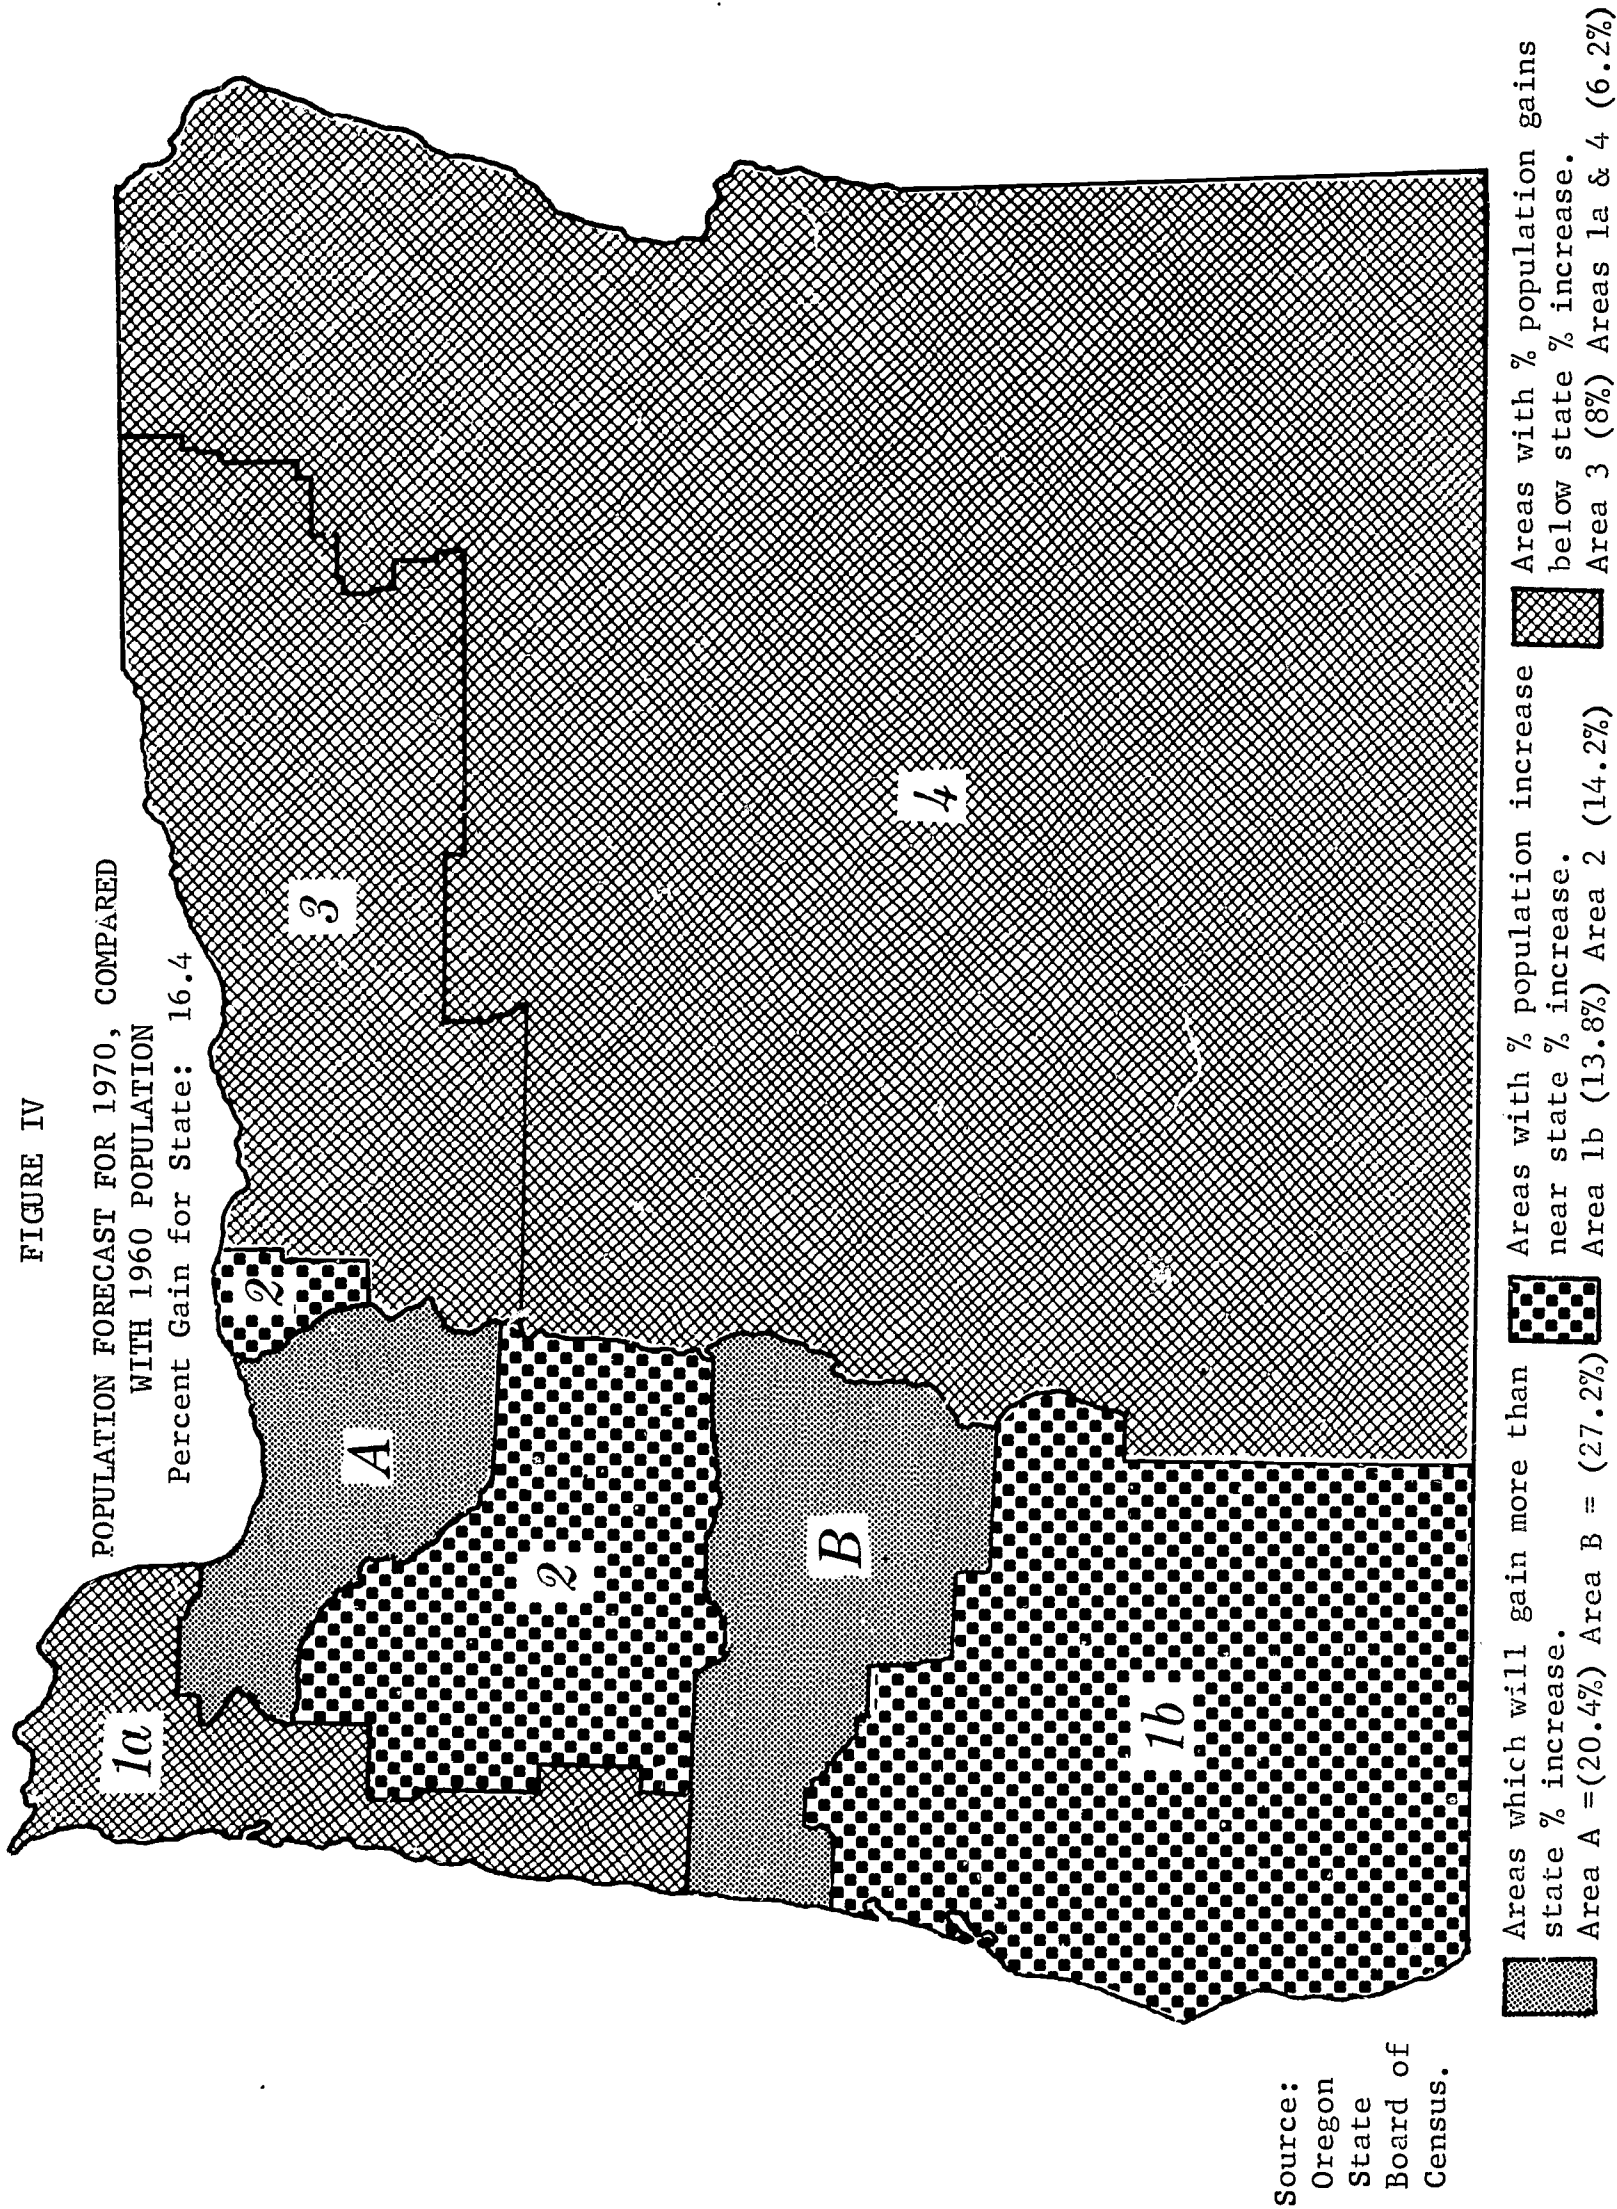 FIGURE IV
POPULATION FORECAST FOR 1970, COMPARED
WITH 1960 POPULATION
Percent Gain for State: 16.4
1a
A
2
2
3
B
4
1b
Source:
Oregon
State
Board of
Census.
Areas which will gain more than
state % increase.
Area A =(20.4%) Area B = (27.2%)
Areas with % population increase
near state % increase.
Area 1b (13.8%) Area 2 (14.2%)
Areas with % population gains
below state % increase.
Area 3 (8%) Areas 1a & 4 (6.2%)